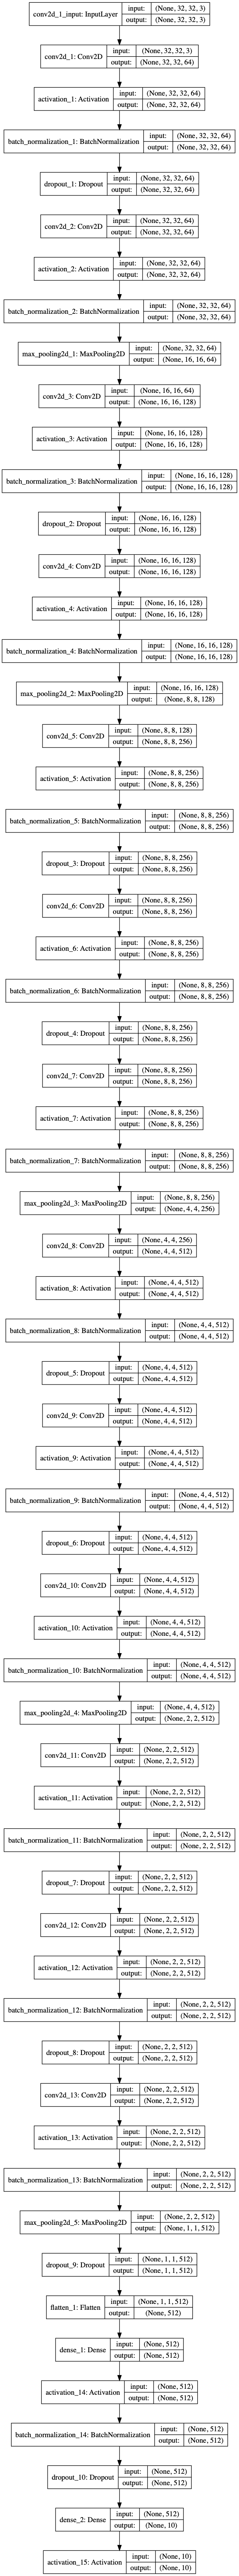 conv2d_1_input: InputLayer input: (None, 32, 32, 3)
output: (None, 32, 32, 3)
conv2d_1: Conv2D input: (None, 32, 32, 3)
output: (None, 32, 32, 64)
activation_1: Activation input: (None, 32, 32, 64)
output: (None, 32, 32, 64)
batch_normalization_1: BatchNormalization input: (None, 32, 32, 64)
output: (None, 32, 32, 64)
dropout_1: Dropout input: (None, 32, 32, 64)
output: (None, 32, 32, 64)
conv2d_2: Conv2D input: (None, 32, 32, 64)
output: (None, 32, 32, 64)
activation_2: Activation input: (None, 32, 32, 64)
output: (None, 32, 32, 64)
batch_normalization_2: BatchNormalization input: (None, 32, 32, 64)
output: (None, 32, 32, 64)
max_pooling2d_1: MaxPooling2D input: (None, 32, 32, 64)
output: (None, 16, 16, 64)
conv2d_3: Conv2D input: (None, 16, 16, 64)
output: (None, 16, 16, 128)
activation_3: Activation input: (None, 16, 16, 128)
output: (None, 16, 16, 128)
batch_normalization_3: BatchNormalization input: (None, 16, 16, 128)
output: (None, 16, 16, 128)
dropout_2: Dropout input: (None, 16, 16, 128)
output: (None, 16, 16, 128)
conv2d_4: Conv2D input: (None, 16, 16, 128)
output: (None, 16, 16, 128)
activation_4: Activation input: (None, 16, 16, 128)
output: (None, 16, 16, 128)
batch_normalization_4: BatchNormalization input: (None, 16, 16, 128)
output: (None, 16, 16, 128)
max_pooling2d_2: MaxPooling2D input: (None, 16, 16, 128)
output: (None, 8, 8, 128)
conv2d_5: Conv2D input: (None, 8, 8, 128)
output: (None, 8, 8, 256)
activation_5: Activation input: (None, 8, 8, 256)
output: (None, 8, 8, 256)
batch_normalization_5: BatchNormalization input: (None, 8, 8, 256)
output: (None, 8, 8, 256)
dropout_3: Dropout input: (None, 8, 8, 256)
output: (None, 8, 8, 256)
conv2d_6: Conv2D input: (None, 8, 8, 256)
output: (None, 8, 8, 256)
activation_6: Activation input: (None, 8, 8, 256)
output: (None, 8, 8, 256)
batch_normalization_6: BatchNormalization input: (None, 8, 8, 256)
output: (None, 8, 8, 256)
dropout_4: Dropout input: (None, 8, 8, 256)
output: (None, 8, 8, 256)
conv2d_7: Conv2D input: (None, 8, 8, 256)
output: (None, 8, 8, 256)
activation_7: Activation input: (None, 8, 8, 256)
output: (None, 8, 8, 256)
batch_normalization_7: BatchNormalization input: (None, 8, 8, 256)
output: (None, 8, 8, 256)
max_pooling2d_3: MaxPooling2D input: (None, 8, 8, 256)
output: (None, 4, 4, 256)
conv2d_8: Conv2D input: (None, 4, 4, 256)
output: (None, 4, 4, 512)
activation_8: Activation input: (None, 4, 4, 512)
output: (None, 4, 4, 512)
batch_normalization_8: BatchNormalization input: (None, 4, 4, 512)
output: (None, 4, 4, 512)
dropout_5: Dropout input: (None, 4, 4, 512)
output: (None, 4, 4, 512)
conv2d_9: Conv2D input: (None, 4, 4, 512)
output: (None, 4, 4, 512)
activation_9: Activation input: (None, 4, 4, 512)
output: (None, 4, 4, 512)
batch_normalization_9: BatchNormalization input: (None, 4, 4, 512)
output: (None, 4, 4, 512)
dropout_6: Dropout input: (None, 4, 4, 512)
output: (None, 4, 4, 512)
conv2d_10: Conv2D input: (None, 4, 4, 512)
output: (None, 4, 4, 512)
activation_10: Activation input: (None, 4, 4, 512)
output: (None, 4, 4, 512)
batch_normalization_10: BatchNormalization input: (None, 4, 4, 512)
output: (None, 4, 4, 512)
max_pooling2d_4: MaxPooling2D input: (None, 4, 4, 512)
output: (None, 2, 2, 512)
conv2d_11: Conv2D input: (None, 2, 2, 512)
output: (None, 2, 2, 512)
activation_11: Activation input: (None, 2, 2, 512)
output: (None, 2, 2, 512)
batch_normalization_11: BatchNormalization input: (None, 2, 2, 512)
output: (None, 2, 2, 512)
dropout_7: Dropout input: (None, 2, 2, 512)
output: (None, 2, 2, 512)
conv2d_12: Conv2D input: (None, 2, 2, 512)
output: (None, 2, 2, 512)
activation_12: Activation input: (None, 2, 2, 512)
output: (None, 2, 2, 512)
batch_normalization_12: BatchNormalization input: (None, 2, 2, 512)
output: (None, 2, 2, 512)
dropout_8: Dropout input: (None, 2, 2, 512)
output: (None, 2, 2, 512)
conv2d_13: Conv2D input: (None, 2, 2, 512)
output: (None, 2, 2, 512)
activation_13: Activation input: (None, 2, 2, 512)
output: (None, 2, 2, 512)
batch_normalization_13: BatchNormalization input: (None, 2, 2, 512)
output: (None, 2, 2, 512)
max_pooling2d_5: MaxPooling2D input: (None, 2, 2, 512)
output: (None, 1, 1, 512)
dropout_9: Dropout input: (None, 1, 1, 512)
output: (None, 1, 1, 512)
flatten_1: Flatten input: (None, 1, 1, 512)
output: (None, 512)
dense_1: Dense input: (None, 512)
output: (None, 512)
activation_14: Activation input: (None, 512)
output: (None, 512)
batch_normalization_14: BatchNormalization input: (None, 512)
output: (None, 512)
dropout_10: Dropout input: (None, 512)
output: (None, 512)
dense_2: Dense input: (None, 512)
output: (None, 10)
activation_15: Activation input: (None, 10)
output: (None, 10)